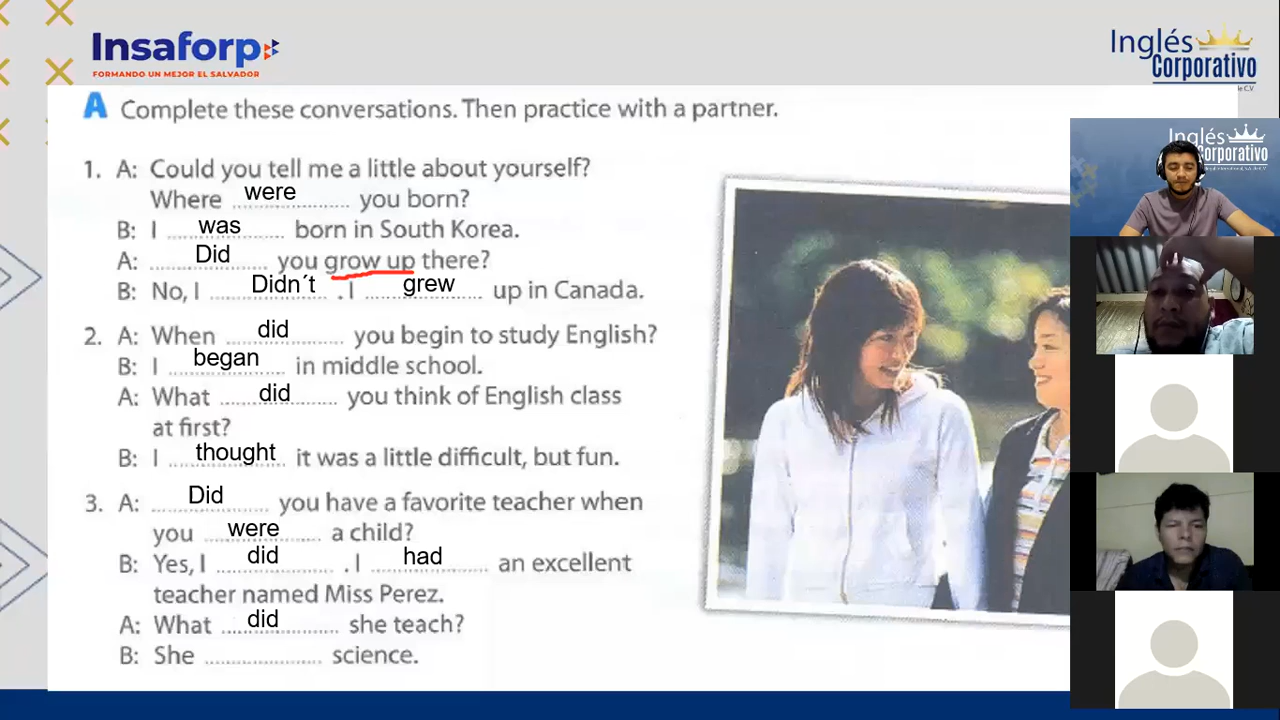 Insaforp
FORMANDO UN MEJOR EL SALVADOR
Inglés
Corporativo
A Complete these conversations. Then practice with a partner.
1. A: Could you tell me a little about yourself?
Where were you born?
B: I was born in South Korea.
A: Did you grow up there?
B: No, I Didn´t . I grew up in Canada.
2. A: When did you begin to study English?
B: I began in middle school.
A: What did you think of English class
at first?
B: I thought it was a little difficult, but fun.
3. A: Did you have a favorite teacher when
you were a child?
B: Yes, I did . I had an excellent
teacher named Miss Perez.
A: What did she teach?
B: She ............ science.
Inglés